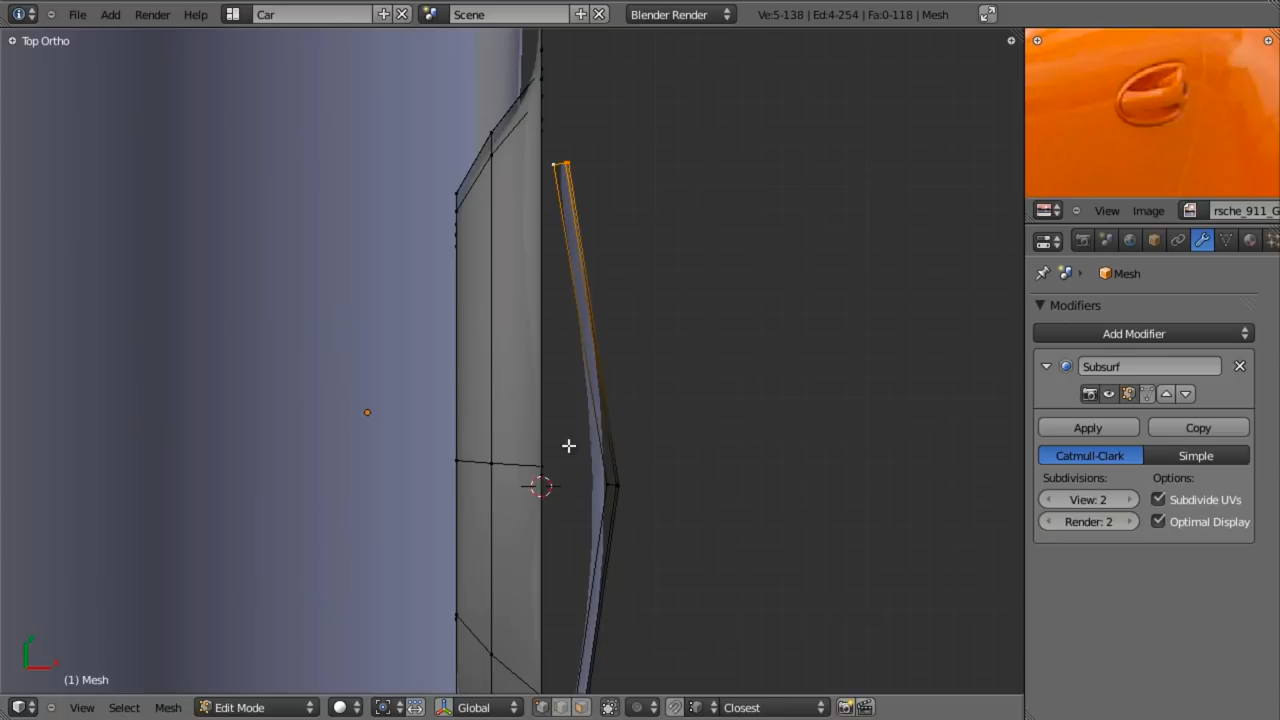 File Add Render Help Car Scene Blender Render Ve:5-138 | Ed:4-254 | Fa:0-118 | Mesh
Top Ortho
View Image rsche_911_G
Mesh
Modifiers
Add Modifier
Subsurf
Apply Copy
Catmull-Clark Simple
Subdivisions: Options:
View: 2 Subdivide UVs
Render: 2 Optimal Display
(1) Mesh
View Select Mesh Edit Mode Global Closest